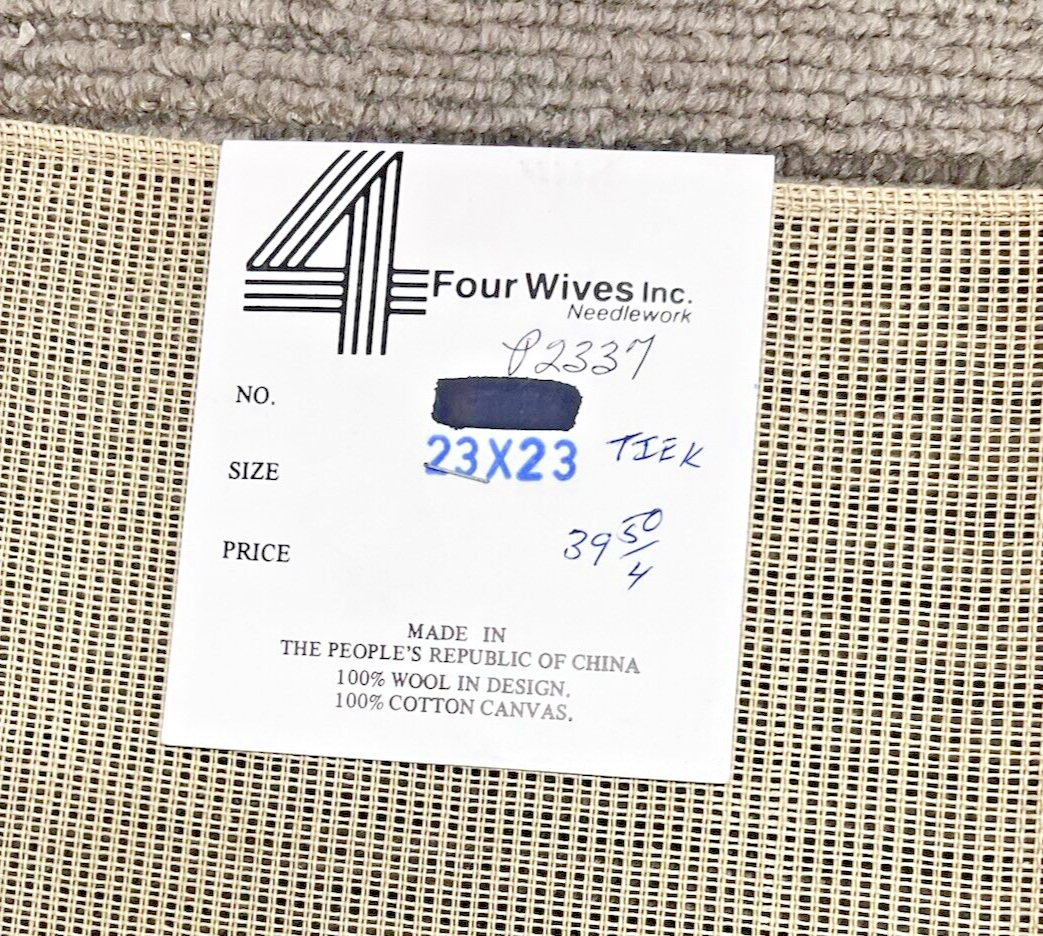 4
Four Wives Inc.
Needlework
P2337
NO.
SIZE 23X23 TIEK
PRICE 39 50/4
MADE IN
THE PEOPLE'S REPUBLIC OF CHINA
100% WOOL IN DESIGN.
100% COTTON CANVAS.